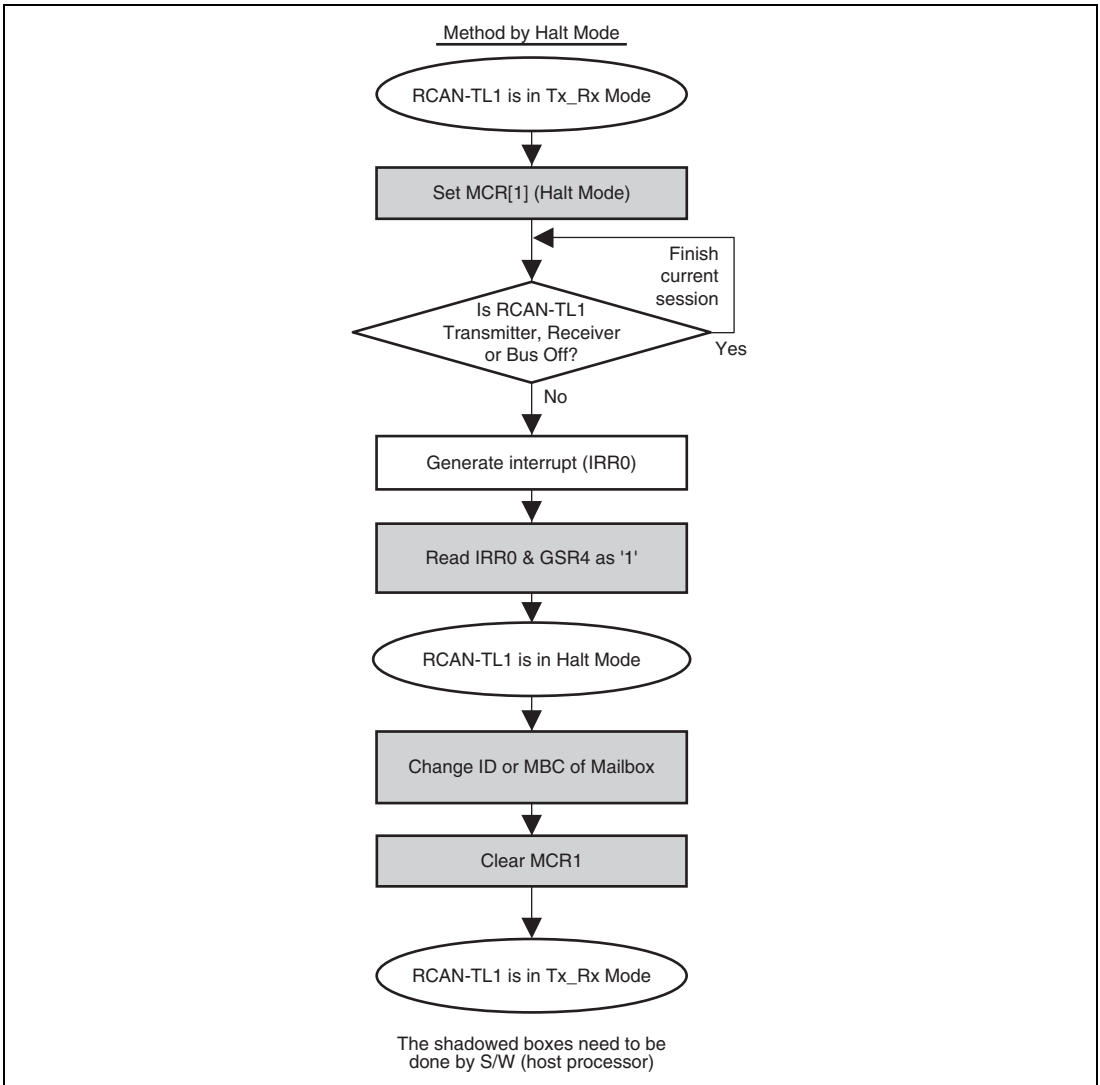 Method by Halt Mode
RCAN-TL1 is in Tx_Rx Mode
Set MCR[1] (Halt Mode)
Finish
current
session
Is RCAN-TL1
Transmitter, Receiver
or Bus Off?
Yes
No
Generate interrupt (IRR0)
Read IRR0 & GSR4 as '1'
RCAN-TL1 is in Halt Mode
Change ID or MBC of Mailbox
Clear MCR1
RCAN-TL1 is in Tx_Rx Mode
The shadowed boxes need to be
done by S/W (host processor)